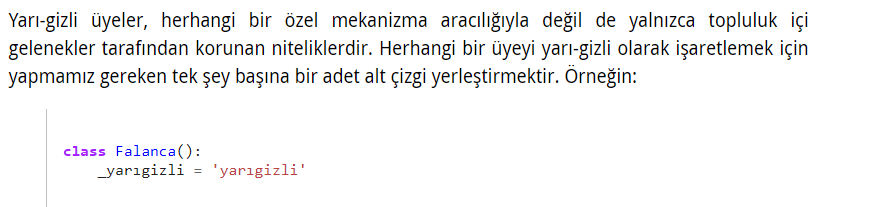 Yarı-gizli üyeler, herhangi bir özel mekanizma aracılığıyla değil de yalnızca topluluk içi
gelenekler tarafından korunan niteliklerdir. Herhangi bir üyeyi yarı-gizli olarak işaretlemek için
yapmamız gereken tek şey başına bir adet alt çizgi yerleştirmektir. Örneğin:
class Falanca():
    _yarıgizli = 'yarıgizli'